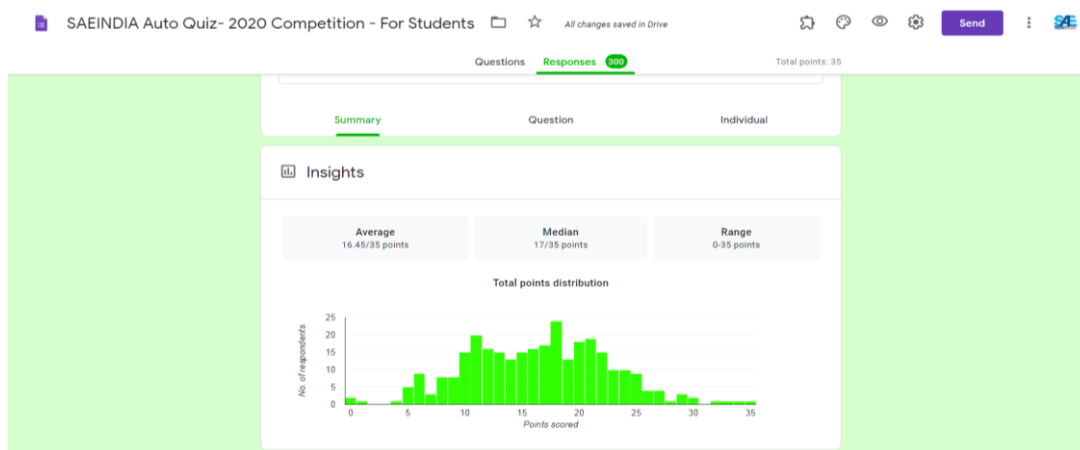 SAEINDIA Auto Quiz- 2020 Competition - For Students All changes saved in Drive Send SAE
Questions Responses 300 Total points: 35
Summary Question Individual
Insights
Average Median Range
16.45/35 points 17/35 points 0-35 points
Total points distribution
25
20
15
10
5
0
No. of respondents
0 5 10 15 20 25 30 35
Points scored